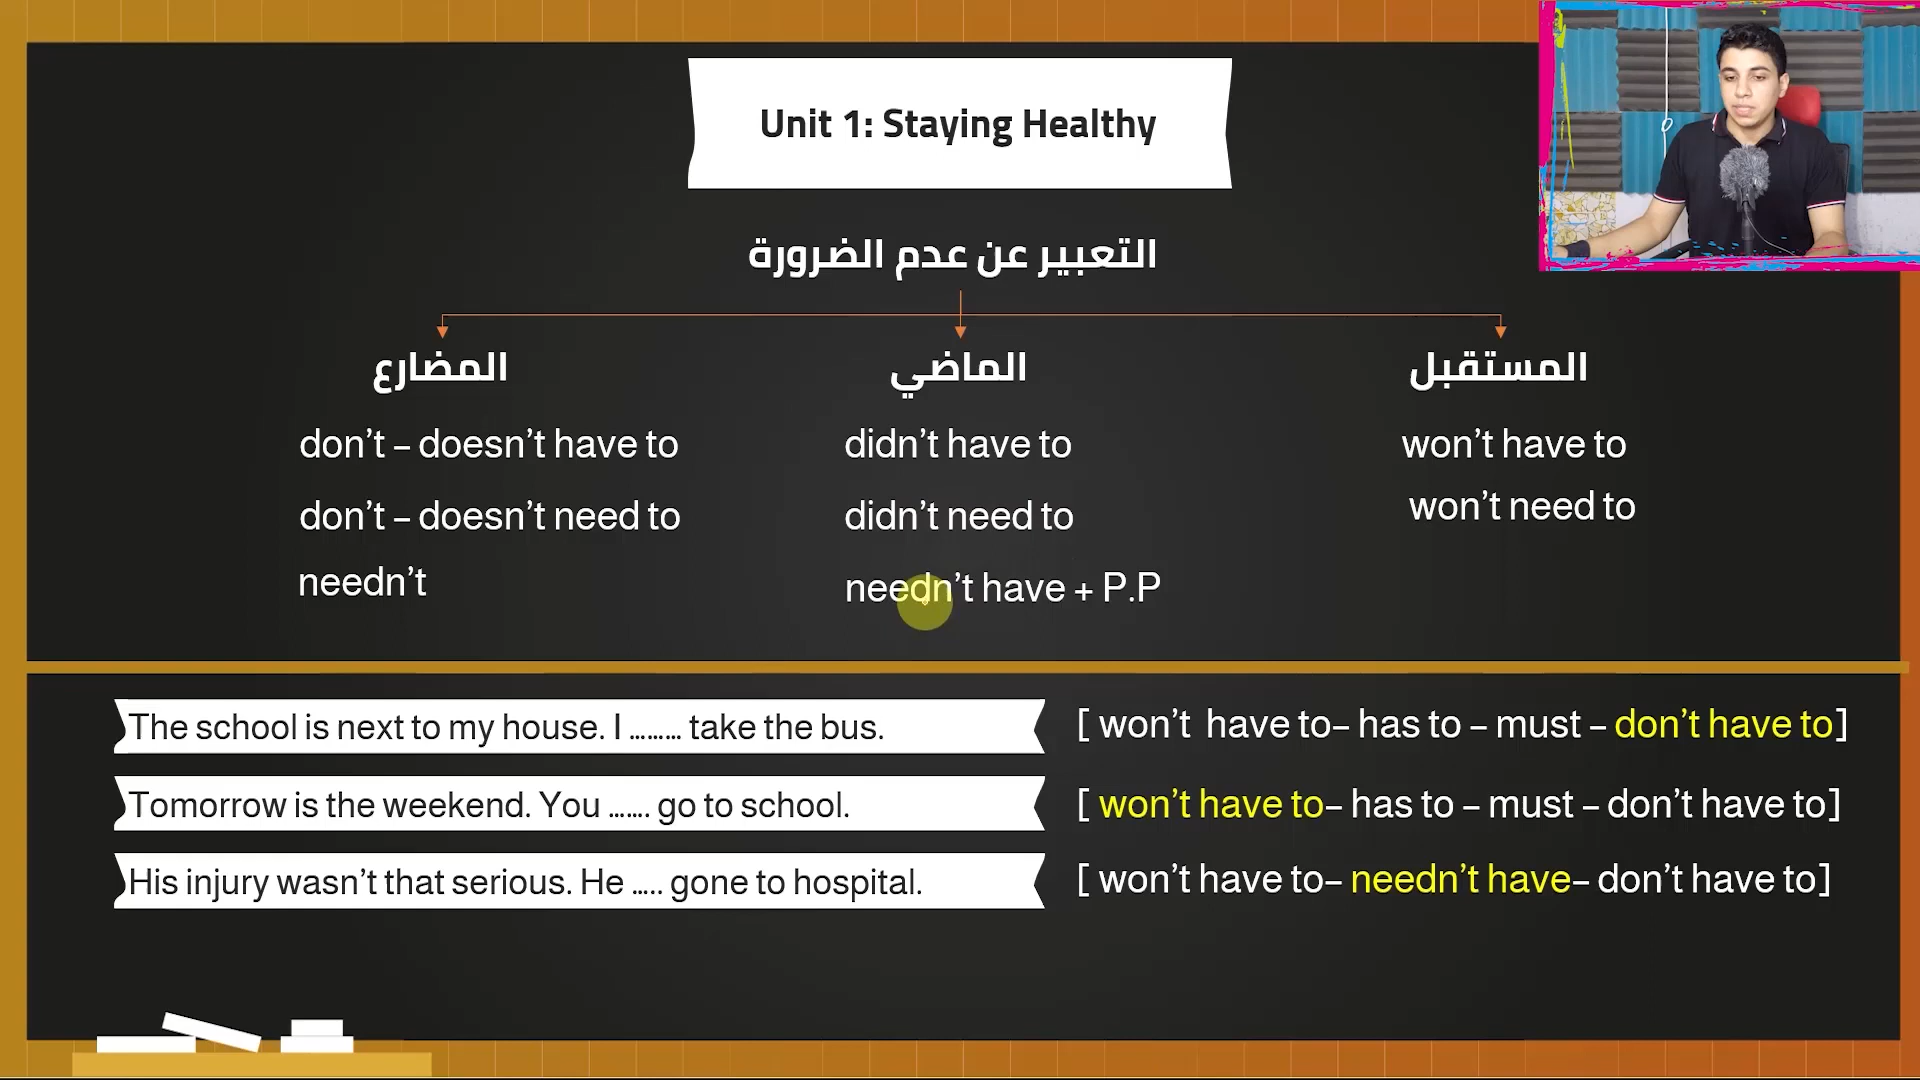 Unit 1: Staying Healthy
التعبير عن عدم الضرورة
المضارع
don't – doesn't have to
don't – doesn't need to
needn't
الماضي
didn't have to
didn't need to
needn't have + P.P
المستقبل
won't have to
won't need to
The school is next to my house. I ......... take the bus. [ won't have to– has to – must – don't have to]
Tomorrow is the weekend. You ....... go to school. [ won't have to– has to – must – don't have to]
His injury wasn't that serious. He ..... gone to hospital. [ won't have to– needn't have– don't have to]